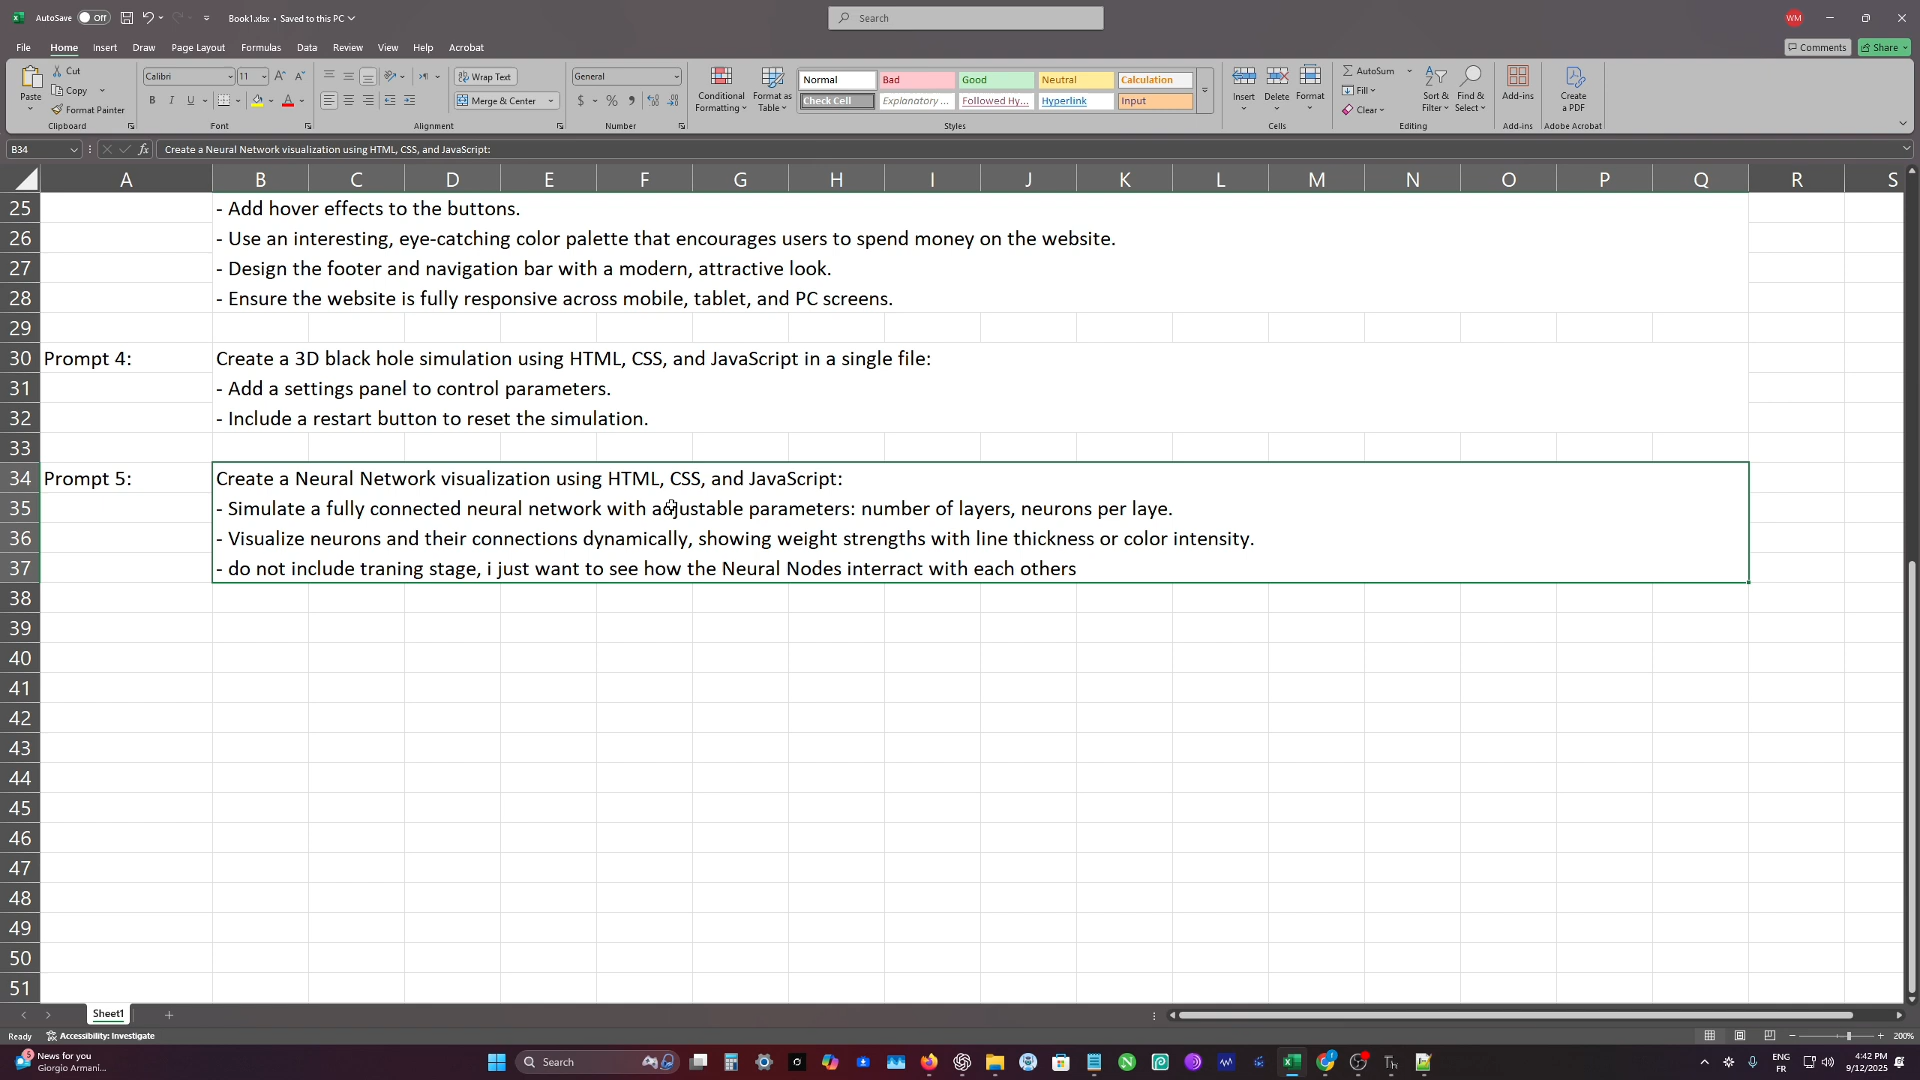 AutoSave Off Book1.xlsx • Saved to this PC Search WM
File Home Insert Draw Page Layout Formulas Data Review View Help Acrobat Comments Share
Paste
Cut
Copy
Format Painter
Clipboard
Calibri 11
B I U
Font
Wrap Text
Merge & Center
Alignment
General
$ % 9
Number
Conditional
Formatting
Format as
Table
Normal Bad Good Neutral Calculation
Check Cell Explanatory ... Followed Hy... Hyperlink Input
Styles
Insert Delete Format
Cells
AutoSum
Fill
Clear
Sort &
Filter
Find &
Select
Editing
Add-ins
Add-ins
Create
a PDF
Adobe Acrobat
B34 fx Create a Neural Network visualization using HTML, CSS, and JavaScript:
A B C D E F G H I J K L M N O P Q R S
25 - Add hover effects to the buttons.
26 - Use an interesting, eye-catching color palette that encourages users to spend money on the website.
27 - Design the footer and navigation bar with a modern, attractive look.
28 - Ensure the website is fully responsive across mobile, tablet, and PC screens.
29
30 Prompt 4: Create a 3D black hole simulation using HTML, CSS, and JavaScript in a single file:
31 - Add a settings panel to control parameters.
32 - Include a restart button to reset the simulation.
33
34 Prompt 5: Create a Neural Network visualization using HTML, CSS, and JavaScript:
35 - Simulate a fully connected neural network with adjustable parameters: number of layers, neurons per laye.
36 - Visualize neurons and their connections dynamically, showing weight strengths with line thickness or color intensity.
37 - do not include traning stage, i just want to see how the Neural Nodes interract with each others
38
39
40
41
42
43
44
45
46
47
48
49
50
51
Sheet1
Ready Accessibility: Investigate 200%
News for you
Giorgio Armani...
Search
ENG
FR
4:42 PM
9/12/2025